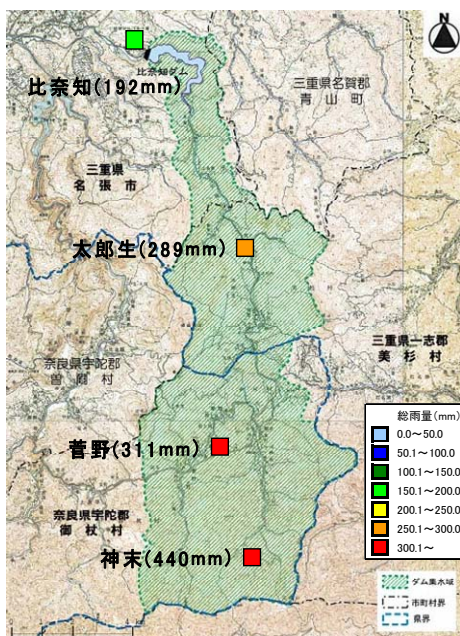 N
比奈知ダム
比奈知(192mm)
三重県名賀郡
青山町
三重県
名張市
太郎生(289mm)
三重県一志郡
美杉村
奈良県宇陀郡
曽爾村
菅野(311mm)
総雨量(mm)
0.0～50.0
50.1～100.0
100.1～150.0
150.1～200.0
200.1～250.0
250.1～300.0
300.1～
奈良県宇陀郡
御杖村
神末(440mm)
ダム集水域
市町村界
県界